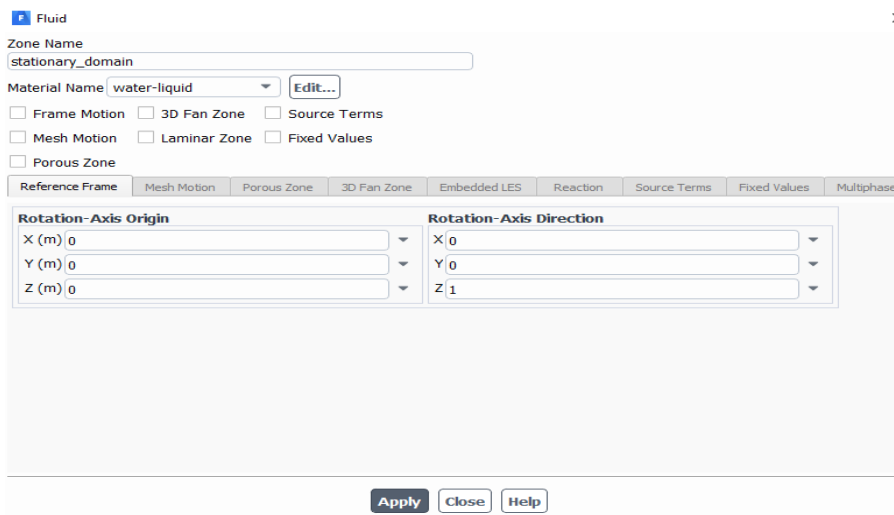 F Fluid
Zone Name
stationary_domain
Material Name water-liquid Edit...
Frame Motion 3D Fan Zone Source Terms
Mesh Motion Laminar Zone Fixed Values
Porous Zone
Reference Frame Mesh Motion Porous Zone 3D Fan Zone Embedded LES Reaction Source Terms Fixed Values Multiphase
Rotation-Axis Origin Rotation-Axis Direction
X (m) 0 X 0
Y (m) 0 Y 0
Z (m) 0 Z 1
Apply Close Help